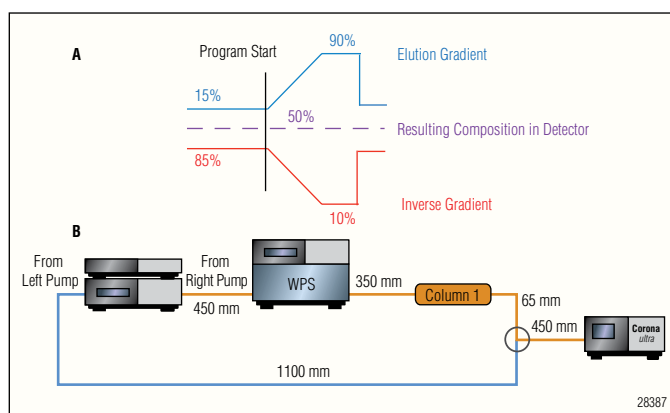 A
Program Start
90%
Elution Gradient
15%
50%
Resulting Composition in Detector
85%
Inverse Gradient
10%
B
From
Left Pump
From
Right Pump
450 mm
WPS
350 mm
Column 1
65 mm
450 mm
Corona
ultra
1100 mm
28387